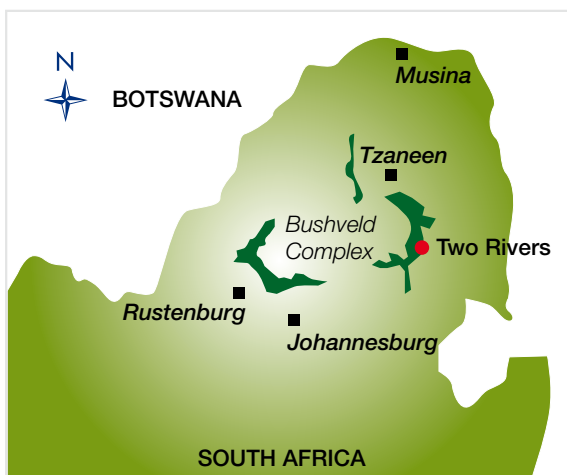 N
BOTSWANA
Musina
Tzaneen
Bushveld
Complex
Two Rivers
Rustenburg
Johannesburg
SOUTH AFRICA